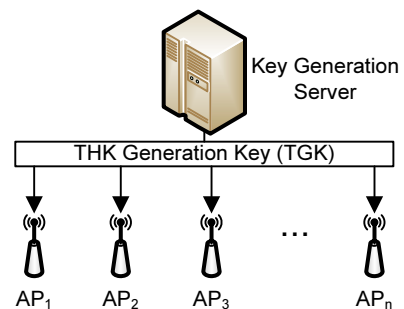 Key Generation
Server
THK Generation Key (TGK)
...
AP₁ AP₂ AP₃ APₙ